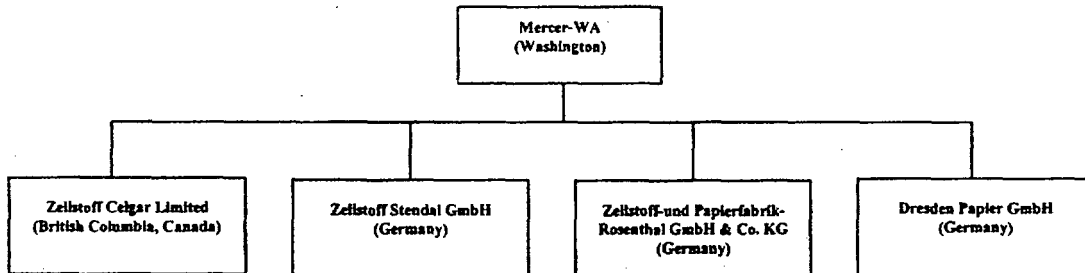 Mercer-WA
(Washington)
Zellstoff Celgar Limited
(British Columbia, Canada)
Zellstoff Stendal GmbH
(Germany)
Zellstoff-und Papierfabrik-
Rosenthal GmbH & Co. KG
(Germany)
Dresden Papier GmbH
(Germany)